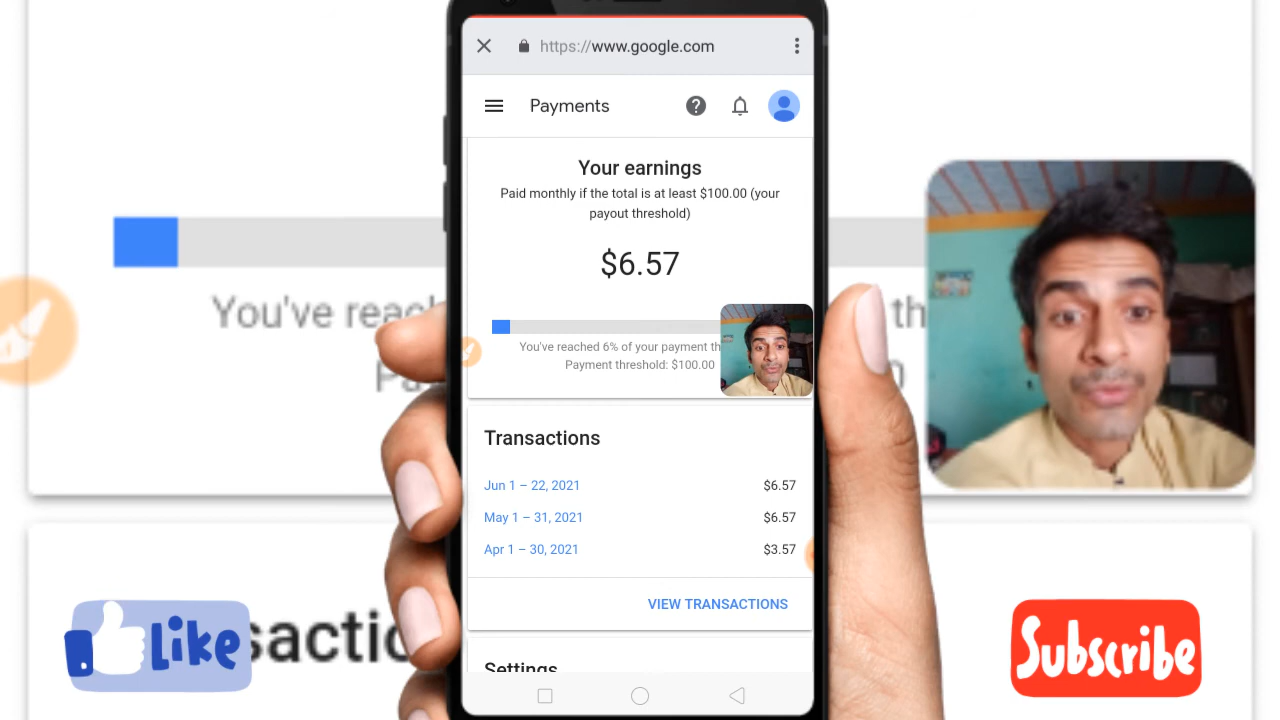 https://www.google.com
Payments
Your earnings
Paid monthly if the total is at least $100.00 (your
payout threshold)
$6.57
You've reached 6% of your payment th
Payment threshold: $100.00
Transactions
Jun 1 – 22, 2021 $6.57
May 1 – 31, 2021 $6.57
Apr 1 – 30, 2021 $3.57
VIEW TRANSACTIONS
Settings
You've reac
th
Like
sactio
Subscribe